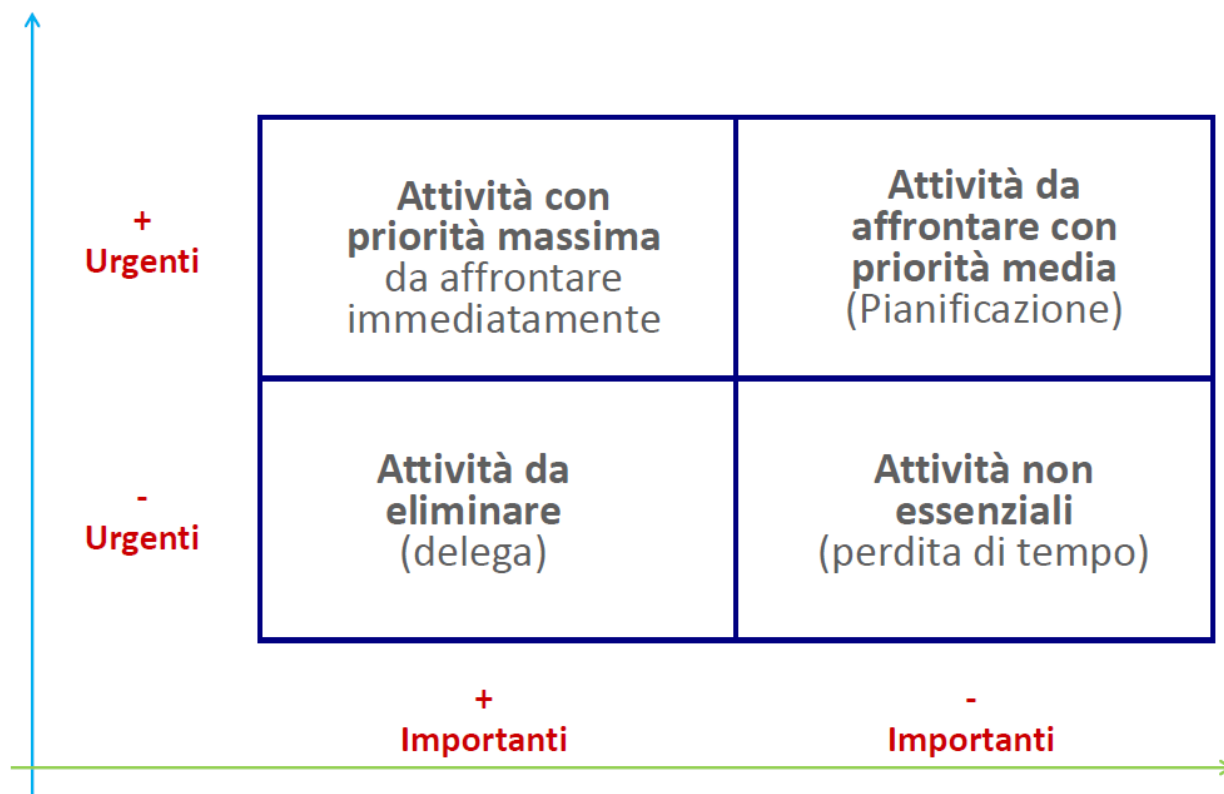 +
Urgenti
Attività con
priorità massima
da affrontare
immediatamente
Attività da
affrontare con
priorità media
(Pianificazione)
-
Urgenti
Attività da
eliminare
(delega)
Attività non
essenziali
(perdita di tempo)
+
Importanti
-
Importanti